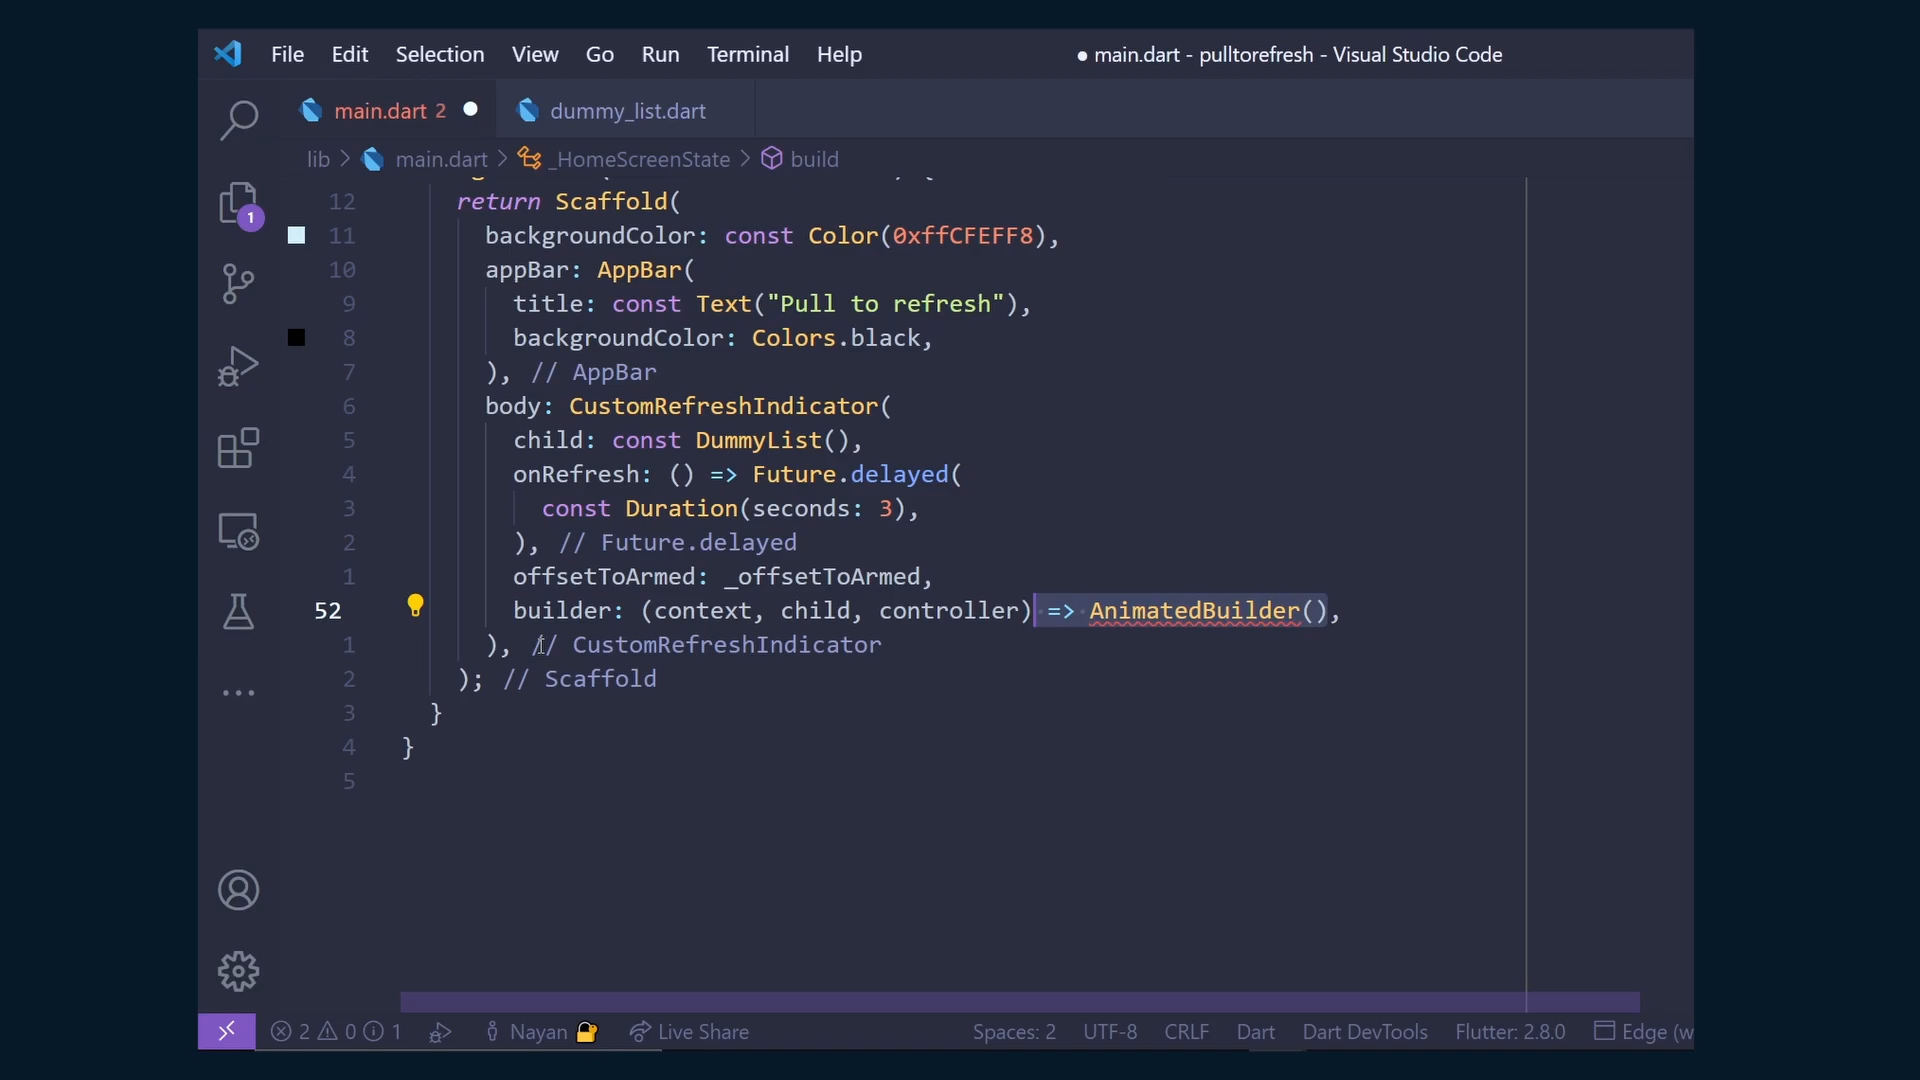 File Edit Selection View Go Run Terminal Help ● main.dart - pulltorefresh - Visual Studio Code
main.dart 2 ● dummy_list.dart
lib > main.dart > _HomeScreenState > build
12 return Scaffold(
11 backgroundColor: const Color(0xffCFEFF8),
10 appBar: AppBar(
9 title: const Text("Pull to refresh"),
8 backgroundColor: Colors.black,
7 ), // AppBar
6 body: CustomRefreshIndicator(
5 child: const DummyList(),
4 onRefresh: () => Future.delayed(
3 const Duration(seconds: 3),
2 ), // Future.delayed
1 offsetToArmed: _offsetToArmed,
52 builder: (context, child, controller) => AnimatedBuilder(),
1 ), // CustomRefreshIndicator
2 ); // Scaffold
3 }
4 }
5
1
2 0 1 Nayan Live Share Spaces: 2 UTF-8 CRLF Dart Dart DevTools Flutter: 2.8.0 Edge (w